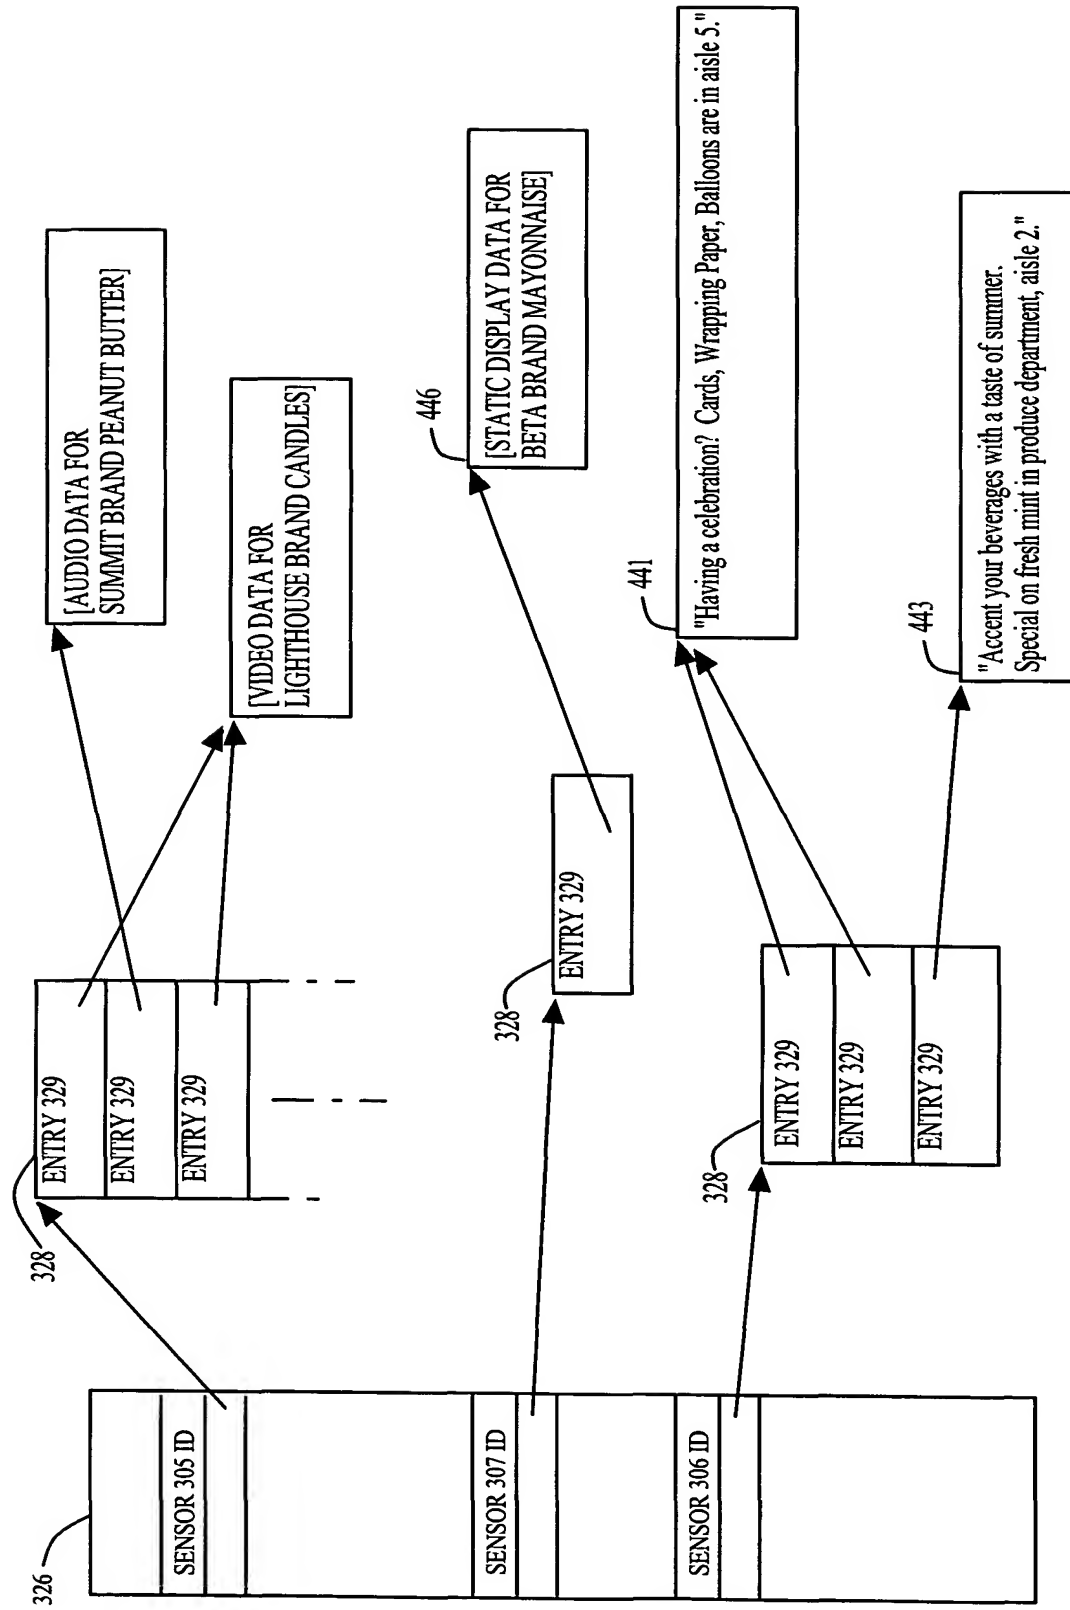 326
SENSOR 305 ID
SENSOR 307 ID
SENSOR 306 ID
328
ENTRY 329
ENTRY 329
ENTRY 329
328
ENTRY 329
328
ENTRY 329
ENTRY 329
ENTRY 329
[AUDIO DATA FOR
SUMMIT BRAND PEANUT BUTTER]
[VIDEO DATA FOR
LIGHTHOUSE BRAND CANDLES]
446
[STATIC DISPLAY DATA FOR
BETA BRAND MAYONNAISE]
441
"Having a celebration? Cards, Wrapping Paper, Balloons are in aisle 5."
443
"Accent your beverages with a taste of summer.
Special on fresh mint in produce department, aisle 2."